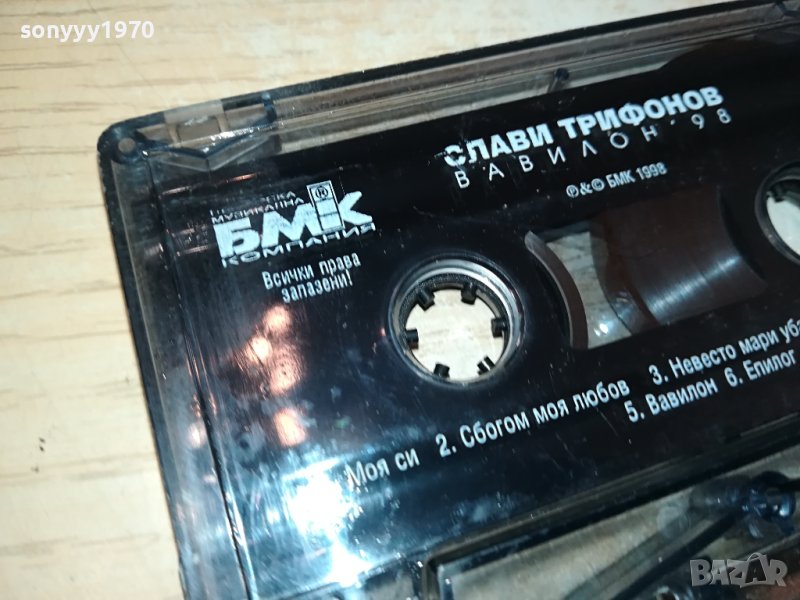 sonyyy1970
СЛАВИ ТРИФОНОВ
ВАВИЛОН '98
℗&© БМК 1998
МУЗИКАЛНА
БМК
КОМПАНИЯ
Всички права
запазени!
Моя си 2. Сбогом моя любов 3. Невесто мари
5. Вавилон 6. Епилог
BAZAR